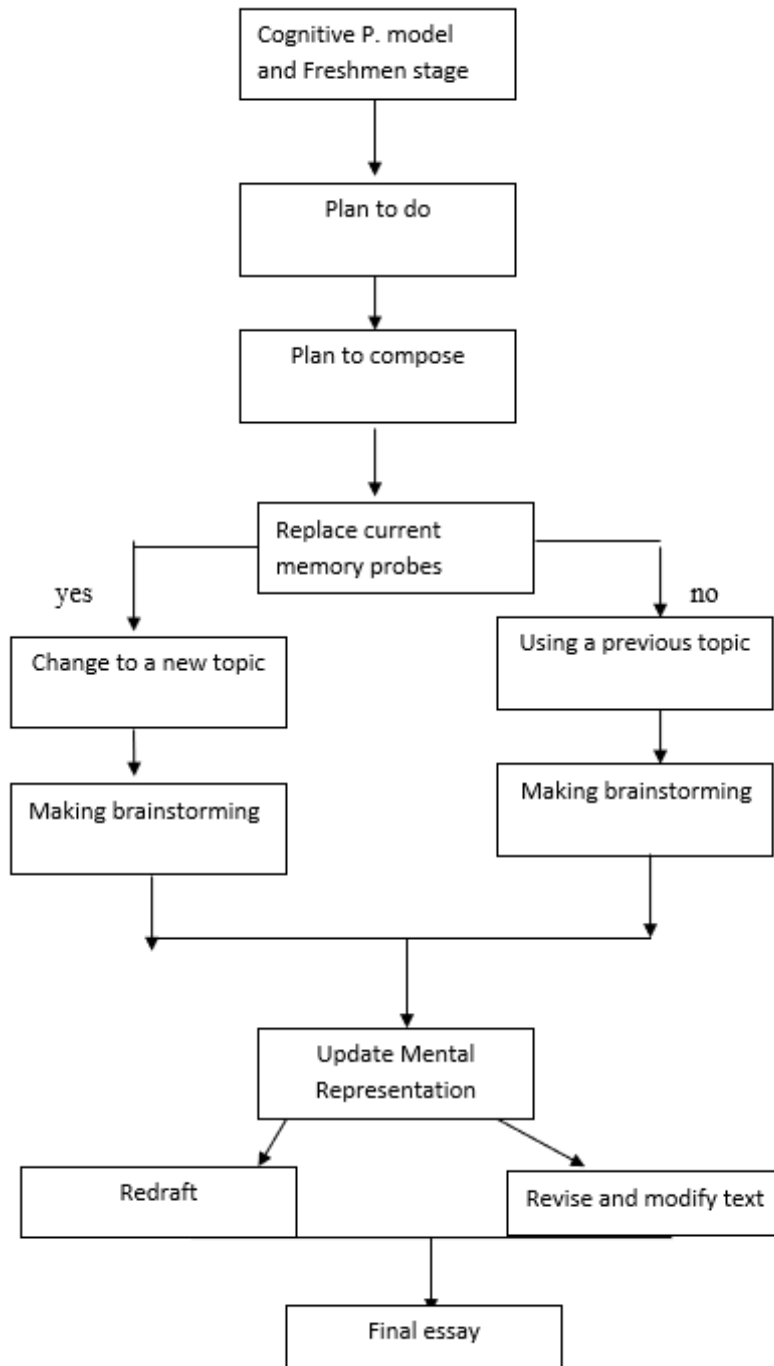 Cognitive P. model
and Freshmen stage
Plan to do
Plan to compose
Replace current
memory probes
yes
no
Change to a new topic
Using a previous topic
Making brainstorming
Making brainstorming
Update Mental
Representation
Redraft
Revise and modify text
Final essay